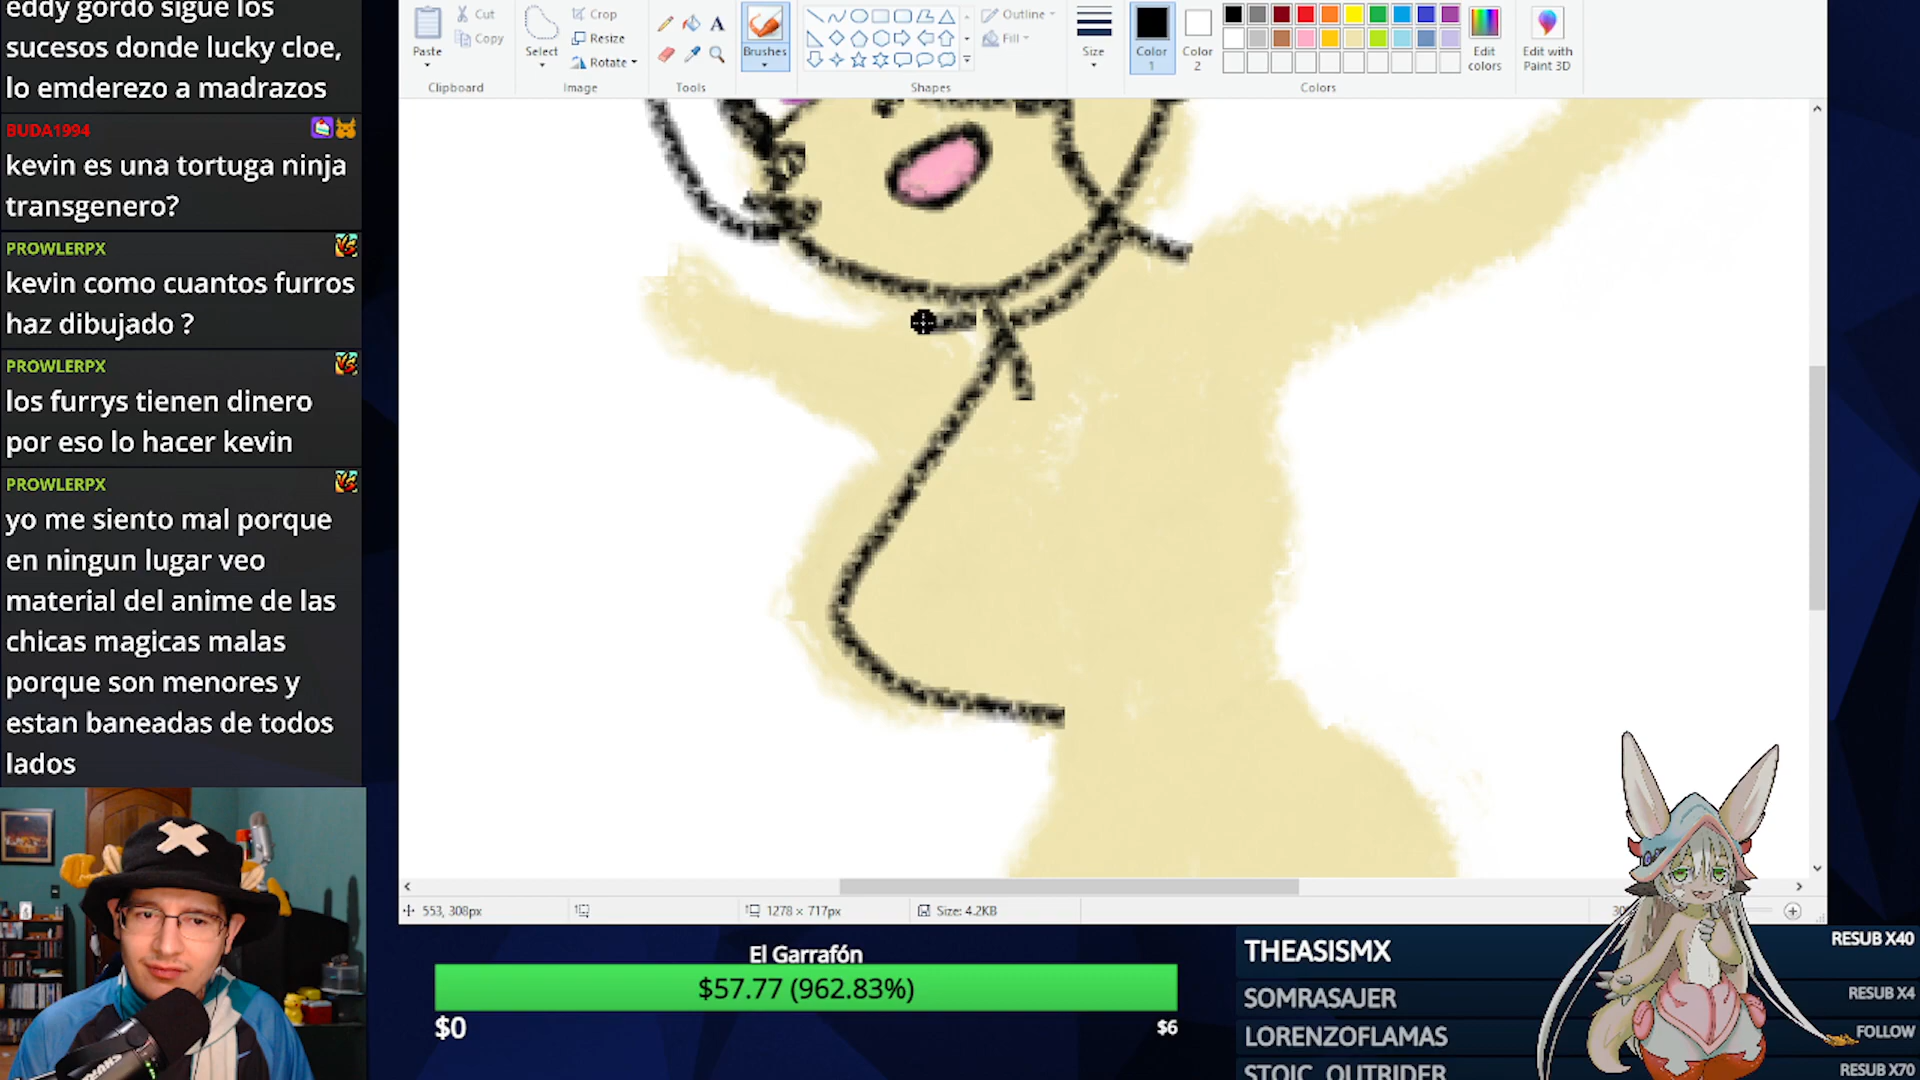 eddy gordo sigue los
sucesos donde lucky cloe,
lo emderezo a madrazos
BUDA1994
kevin es una tortuga ninja
transgenero?
PROWLERPX
kevin como cuantos furros
haz dibujado ?
PROWLERPX
los furrys tienen dinero
por eso lo hacer kevin
PROWLERPX
yo me siento mal porque
en ningun lugar veo
material del anime de las
chicas magicas malas
porque son menores y
estan baneadas de todos
lados
Paste
Cut
Copy
Clipboard
Select
Crop
Resize
Rotate
Image
A
Tools
Brushes
Shapes
Outline
Fill
Size
Color
1
Color
2
Colors
Edit
colors
Edit with
Paint 3D
553, 308px
1278 × 717px
Size: 4.2KB
El Garrafón
$57.77 (962.83%)
$0
$6
THEASISMX
RESUB X40
SOMRASAJER
RESUB X4
LORENZOFLAMAS
FOLLOW
STOIC_OUTRIDER
RESUB X70